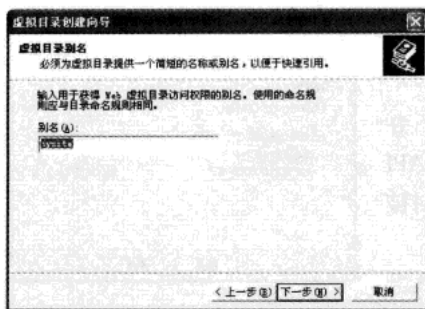 虚拟目录创建向导
虚拟目录别名
必须为虚拟目录提供一个简短的名称或别名，以便于快速引用。
输入用于获得 Web 虚拟目录访问权限的别名。使用的命名规
则应与目录命名规则相同。
别名(A):
< 上一步(B)
下一步(N) >
取消